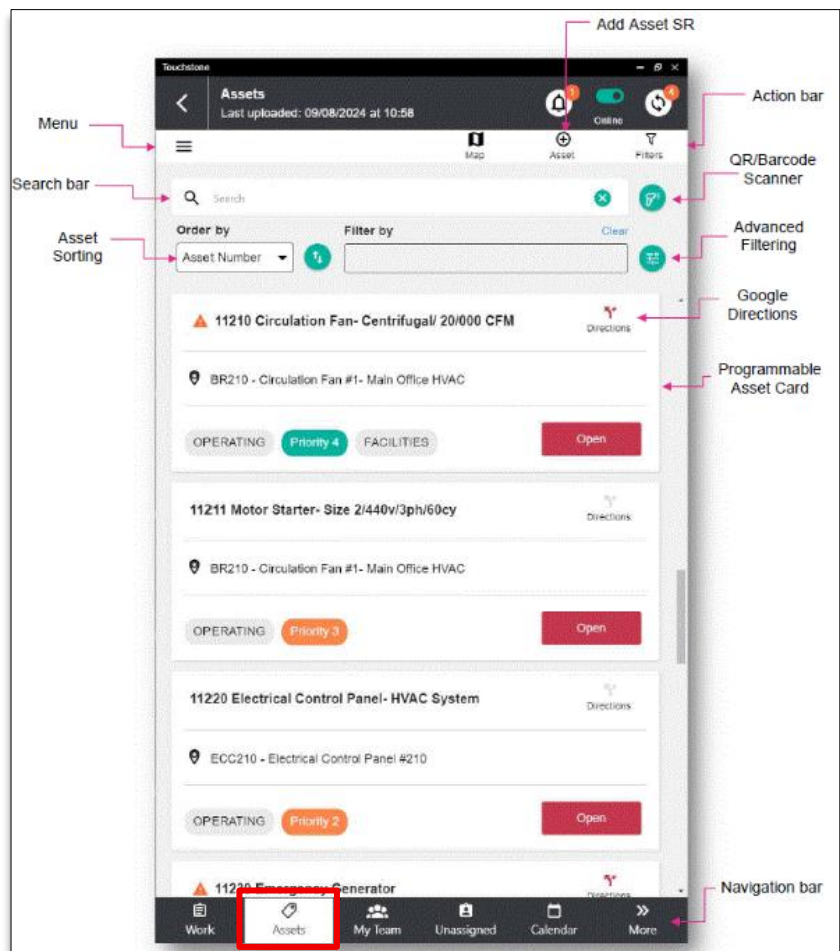 Add Asset SR
Touchstone
Assets
Last uploaded: 09/08/2024 at 10:58
1
Online
4
Action bar
Menu
Map
Asset
Filters
QR/Barcode
Scanner
Search bar
Search
Order by
Filter by
Clear
Advanced
Filtering
Asset
Sorting
Asset Number
Google
Directions
11210 Circulation Fan- Centrifugal/ 20/000 CFM
Directions
BR210 - Circulation Fan #1- Main Office HVAC
Programmable
Asset Card
OPERATING
Priority 4
FACILITIES
Open
11211 Motor Starter- Size 2/440v/3ph/60cy
Directions
BR210 - Circulation Fan #1- Main Office HVAC
OPERATING
Priority 3
Open
11220 Electrical Control Panel- HVAC System
Directions
ECC210 - Electrical Control Panel #210
OPERATING
Priority 2
Open
11230 Emergency Generator
Directions
Navigation bar
Work
Assets
My Team
Unassigned
Calendar
More